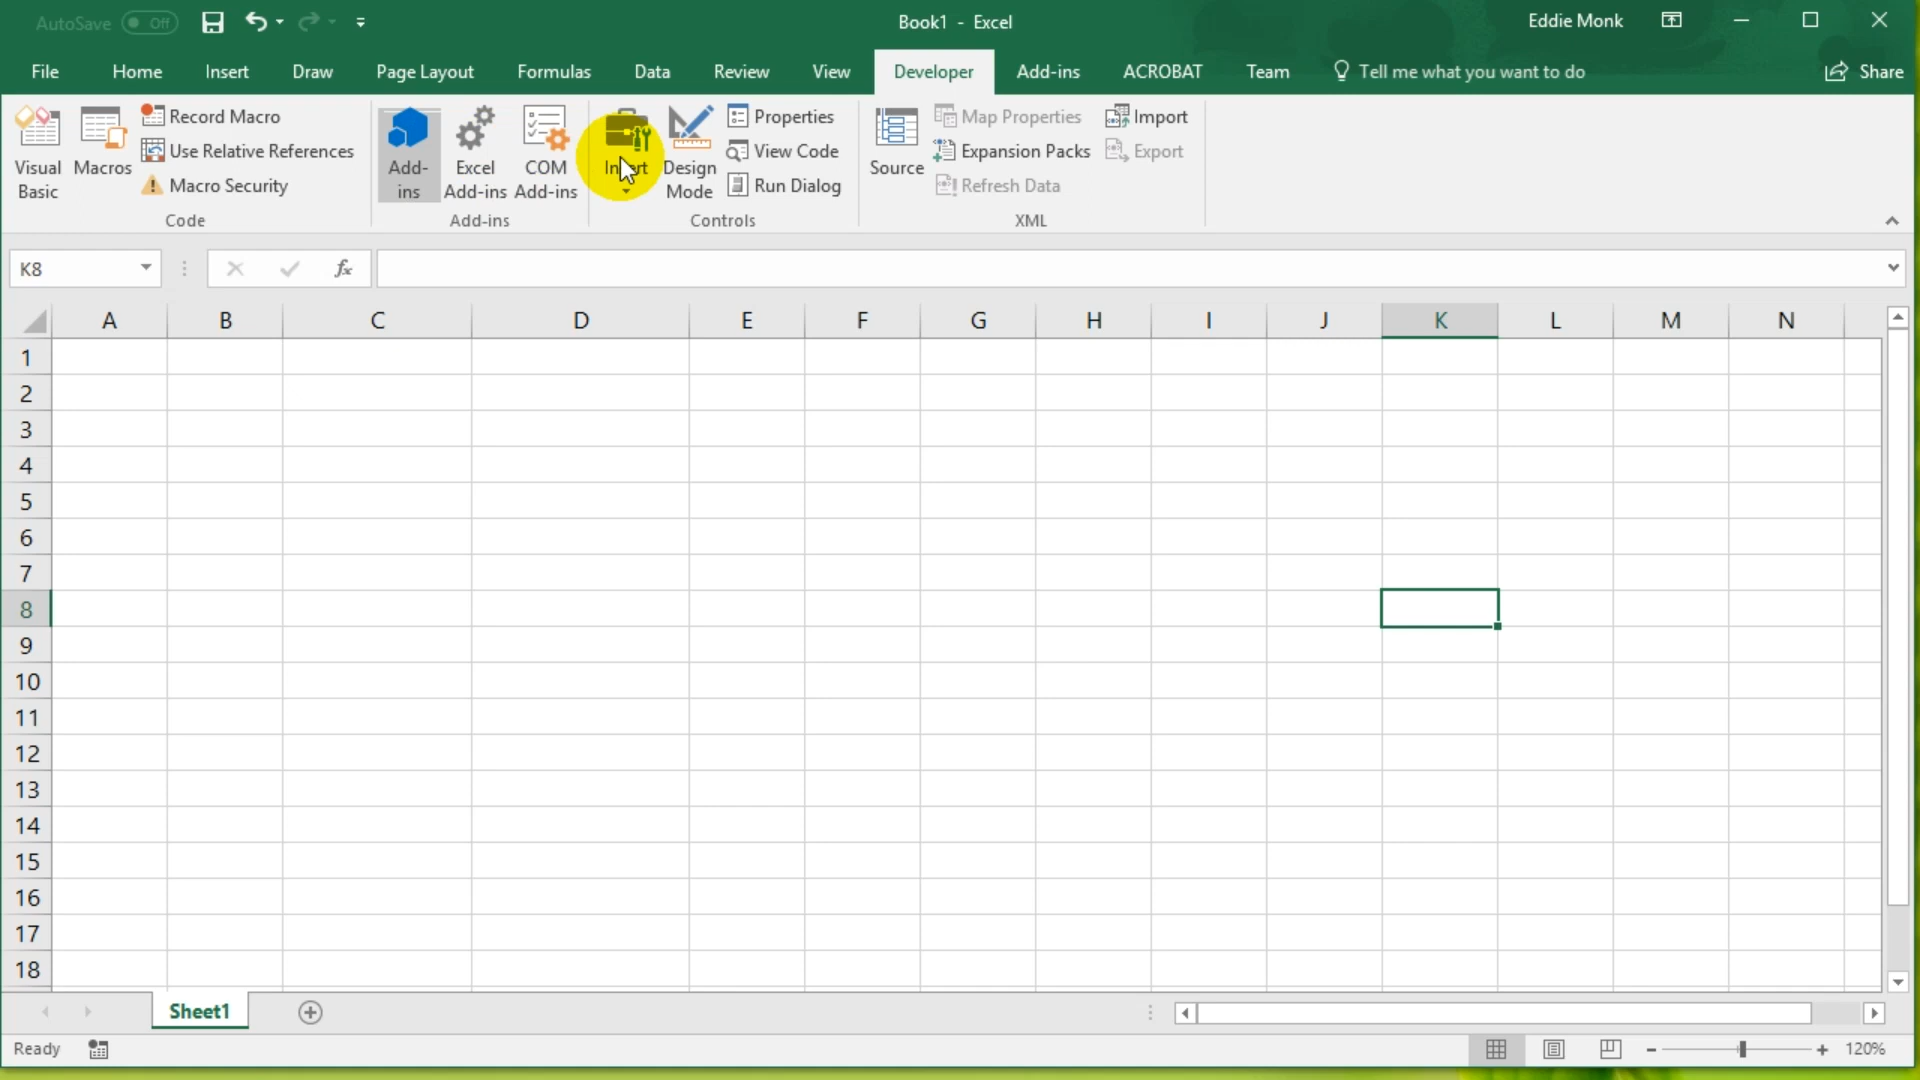 AutoSave Off
Book1 - Excel
Eddie Monk
File Home Insert Draw Page Layout Formulas Data Review View Developer Add-ins ACROBAT Team Tell me what you want to do Share
Visual Basic
Macros
Record Macro
Use Relative References
Macro Security
Code
Add-ins
Excel Add-ins
COM Add-ins
Add-ins
Insert
Design Mode
Properties
View Code
Run Dialog
Controls
Source
Map Properties
Expansion Packs
Refresh Data
Import
Export
XML
K8
fx
A B C D E F G H I J K L M N
1
2
3
4
5
6
7
8
9
10
11
12
13
14
15
16
17
18
Sheet1
Ready
120%